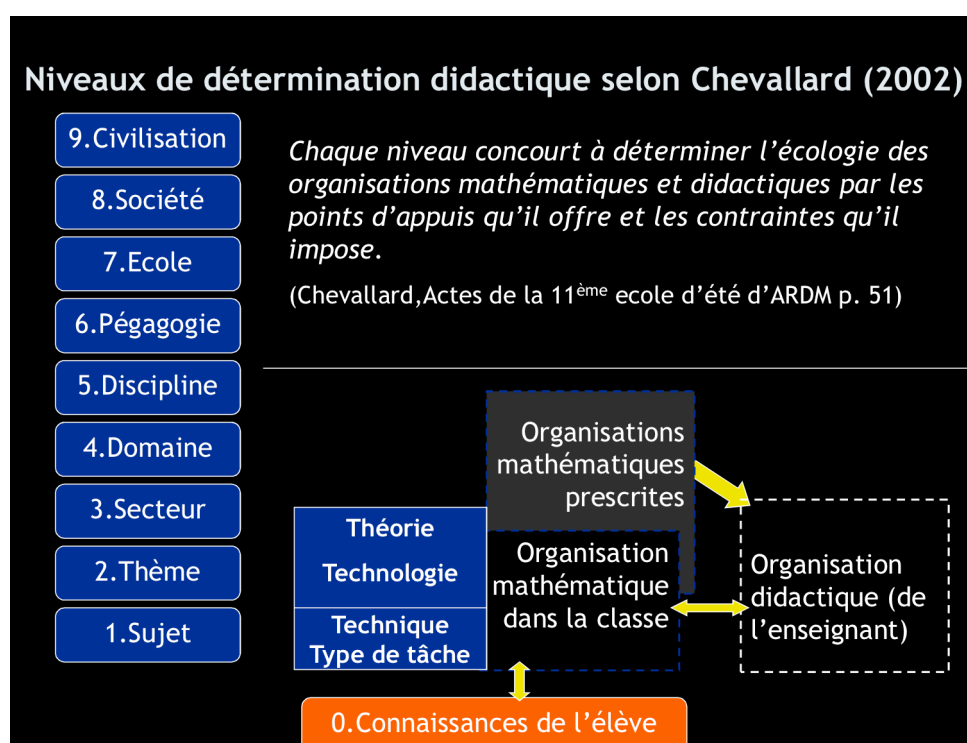 Niveaux de détermination didactique selon Chevallard (2002)
9.Civilisation
8.Société
7.Ecole
6.Pégagogie
5.Discipline
4.Domaine
3.Secteur
2.Thème
1.Sujet
Chaque niveau concourt à déterminer l’écologie des
organisations mathématiques et didactiques par les
points d’appuis qu’il offre et les contraintes qu’il
impose.
(Chevallard,Actes de la 11ème ecole d’été d’ARDM p. 51)
Organisations
mathématiques
prescrites
Théorie
Technologie
Technique
Type de tâche
Organisation
mathématique
dans la classe
Organisation
didactique (de
l’enseignant)
0.Connaissances de l’élève